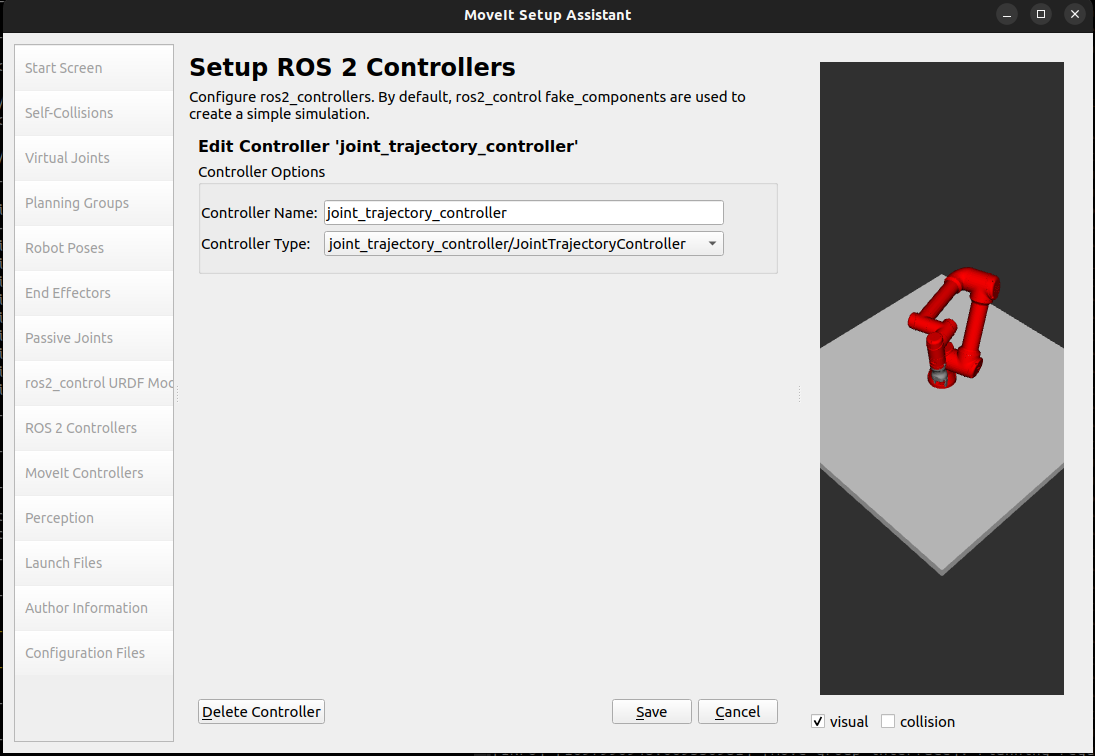 MoveIt Setup Assistant
Start Screen
Self-Collisions
Virtual Joints
Planning Groups
Robot Poses
End Effectors
Passive Joints
ros2_control URDF Mod
ROS 2 Controllers
MoveIt Controllers
Perception
Launch Files
Author Information
Configuration Files
Setup ROS 2 Controllers
Configure ros2_controllers. By default, ros2_control fake_components are used to
create a simple simulation.
Edit Controller 'joint_trajectory_controller'
Controller Options
Controller Name: joint_trajectory_controller
Controller Type: joint_trajectory_controller/JointTrajectoryController
Delete Controller
Save
Cancel
visual
collision